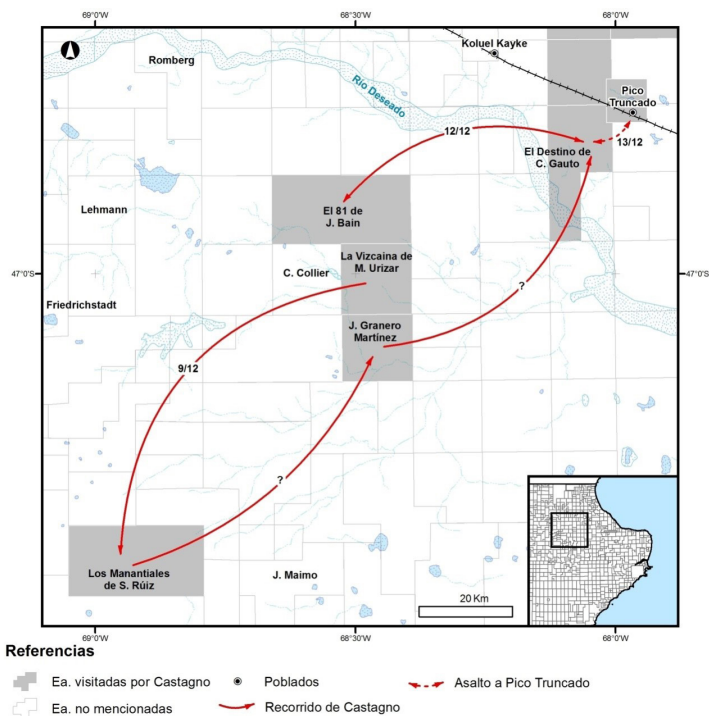 69°0'W
68°30'W
68°0'W
Koluel Kayke
Romberg
Pico
Truncado
Río Deseado
12/12
13/12
El Destino de
C. Gauto
Lehmann
El 81 de
J. Bain
La Vizcaina de
M. Urizar
47°0'S
C. Collier
47°0'S
?
Friedrichstadt
J. Granero
Martínez
9/12
?
Los Manantiales
de S. Rúiz
J. Maimo
20 Km
69°0'W
68°30'W
68°0'W
Referencias
Ea. visitadas por Castagno
Poblados
Asalto a Pico Truncado
Ea. no mencionadas
Recorrido de Castagno